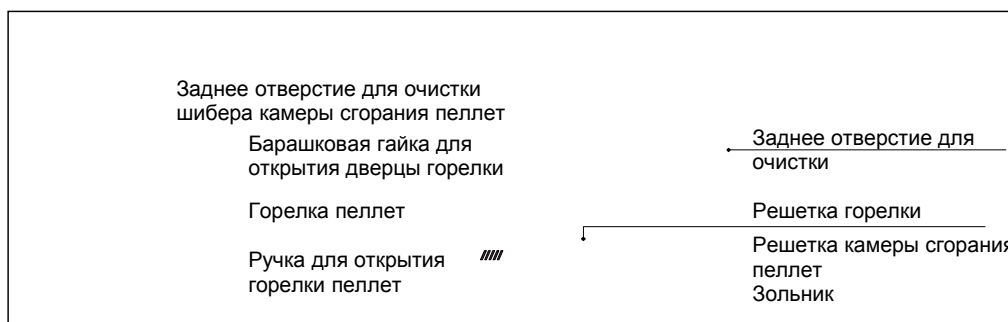 Заднее отверстие для очистки
шибера камеры сгорания пеллет
Барашковая гайка для
открытия дверцы горелки
Горелка пеллет
Ручка для открытия
горелки пеллет
Заднее отверстие для
очистки
Решетка горелки
Решетка камеры сгорания
пеллет
Зольник